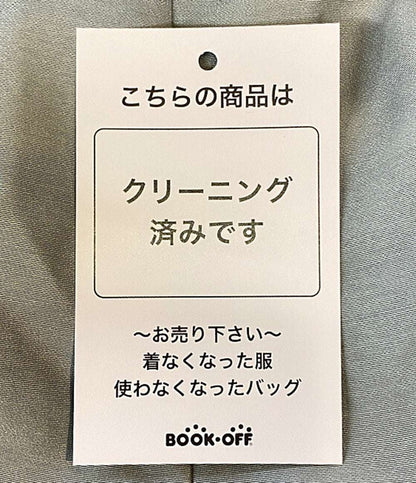 こちらの商品は
クリーニング
済みです
～お売り下さい～
着なくなった服
使わなくなったバッグ
BOOK・OFF